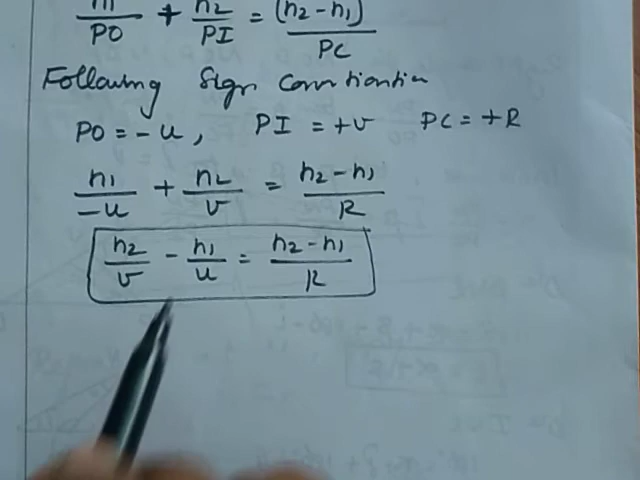 n1/PO + n2/PI = (n2 - n1)/PC
Following Sign Convention
PO = - u, PI = + v PC = + R
n1/-u + n2/v = n2 - n1/R
n2/v - n1/u = n2 - n1/R